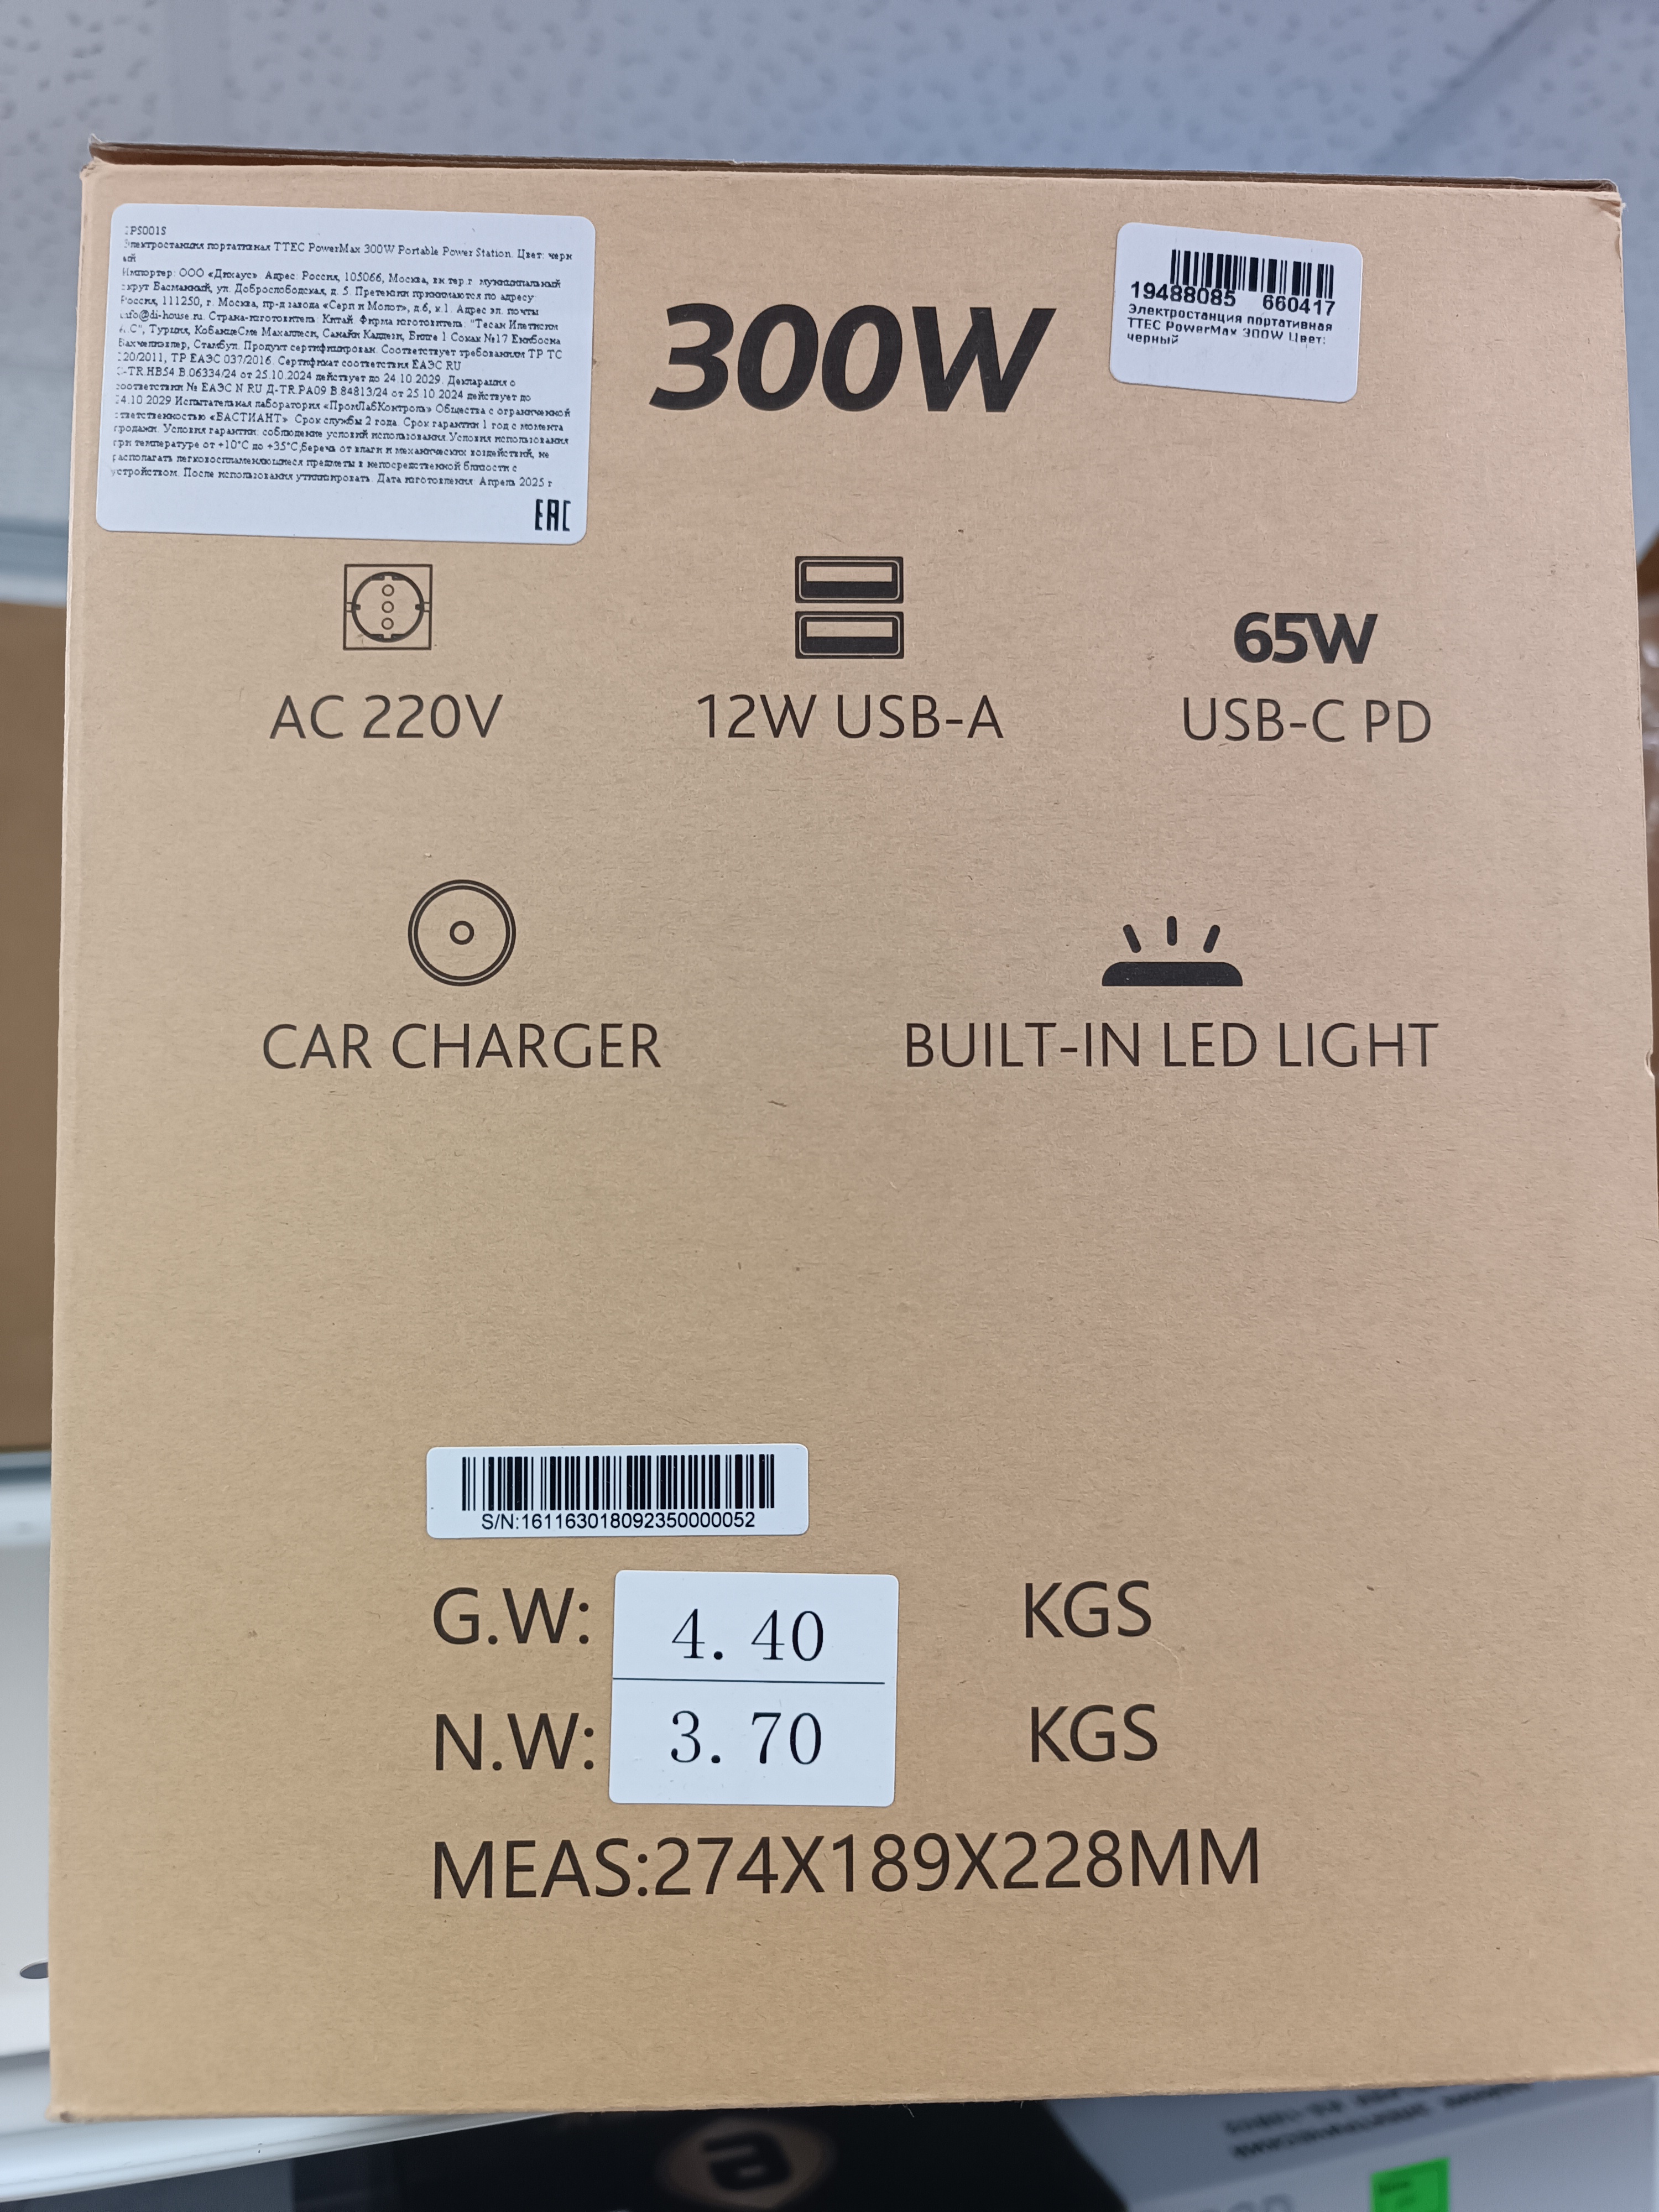 PS001S
Электростанция портативная TTEC PowerMax 300W Portable Power Station. Цвет: черн
ый
Импортер: ООО «Дихаус». Адрес: Россия, 105066, Москва, вн.тер.г. муниципальный
округ Басманный, ул. Доброслободская, д. 5. Претензии принимаются по адресу:
Россия, 111250, г. Москва, пр-д завода «Серп и Молот», д.6, к.1. Адрес эл. почты
info@di-house.ru. Страна-изготовитель: Китай. Фирма изготовитель: "Тесан Илетисим
А.С", Турция, КобанцеСме Махаллеси, Санайи Каддеси, Бинге 1 Сокак №17 Енибосна
Бахчелиэвлер, Стамбул. Продукт сертифицирован. Соответствует требованиям ТР ТС
020/2011, ТР ЕАЭС 037/2016. Сертификат соответствия ЕАЭС RU
C-TR.HB54.B.06334/24 от 25.10.2024 действует до 24.10.2029. Декларация о
соответствии № ЕАЭС N RU Д-TR.РА09.В.84813/24 от 25.10.2024 действует до
24.10.2029 Испытательная лаборатория «ПромЛабКонтроль» Общества с ограниченной
ответственностью «БАСТИАНТ». Срок службы 2 года. Срок гарантии 1 год с момента
продажи. Условия гарантии: соблюдение условий использования.Условия использования
при температуре от +10°C до +35°C,беречь от влаги и механических воздействий, не
располагать легковоспламеняющиеся предметы в непосредственной близости с
устройством. После использования утилизировать. Дата изготовления: Апрель 2025 г
EAC
19488085 660417
Электростанция портативная
TTEC PowerMax 300W Цвет:
черный
300W
AC 220V
12W USB-A
65W
USB-C PD
CAR CHARGER
BUILT-IN LED LIGHT
S/N:161163018092350000052
G.W: 4.40 KGS
N.W: 3.70 KGS
MEAS:274X189X228MM